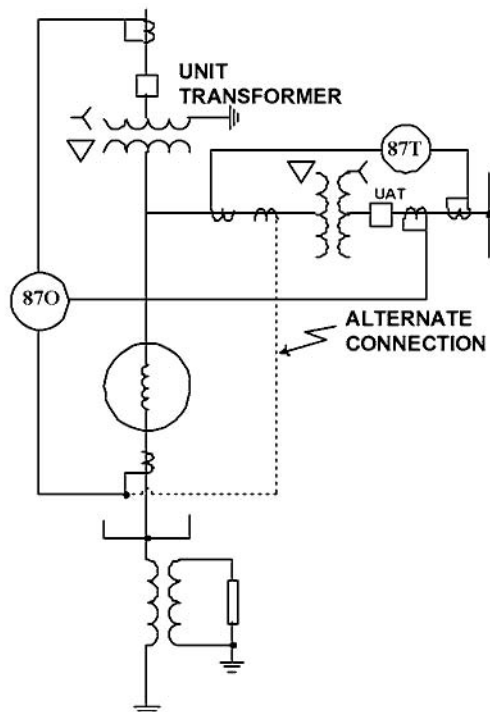 UNIT
TRANSFORMER
87T
UAT
87O
ALTERNATE
CONNECTION